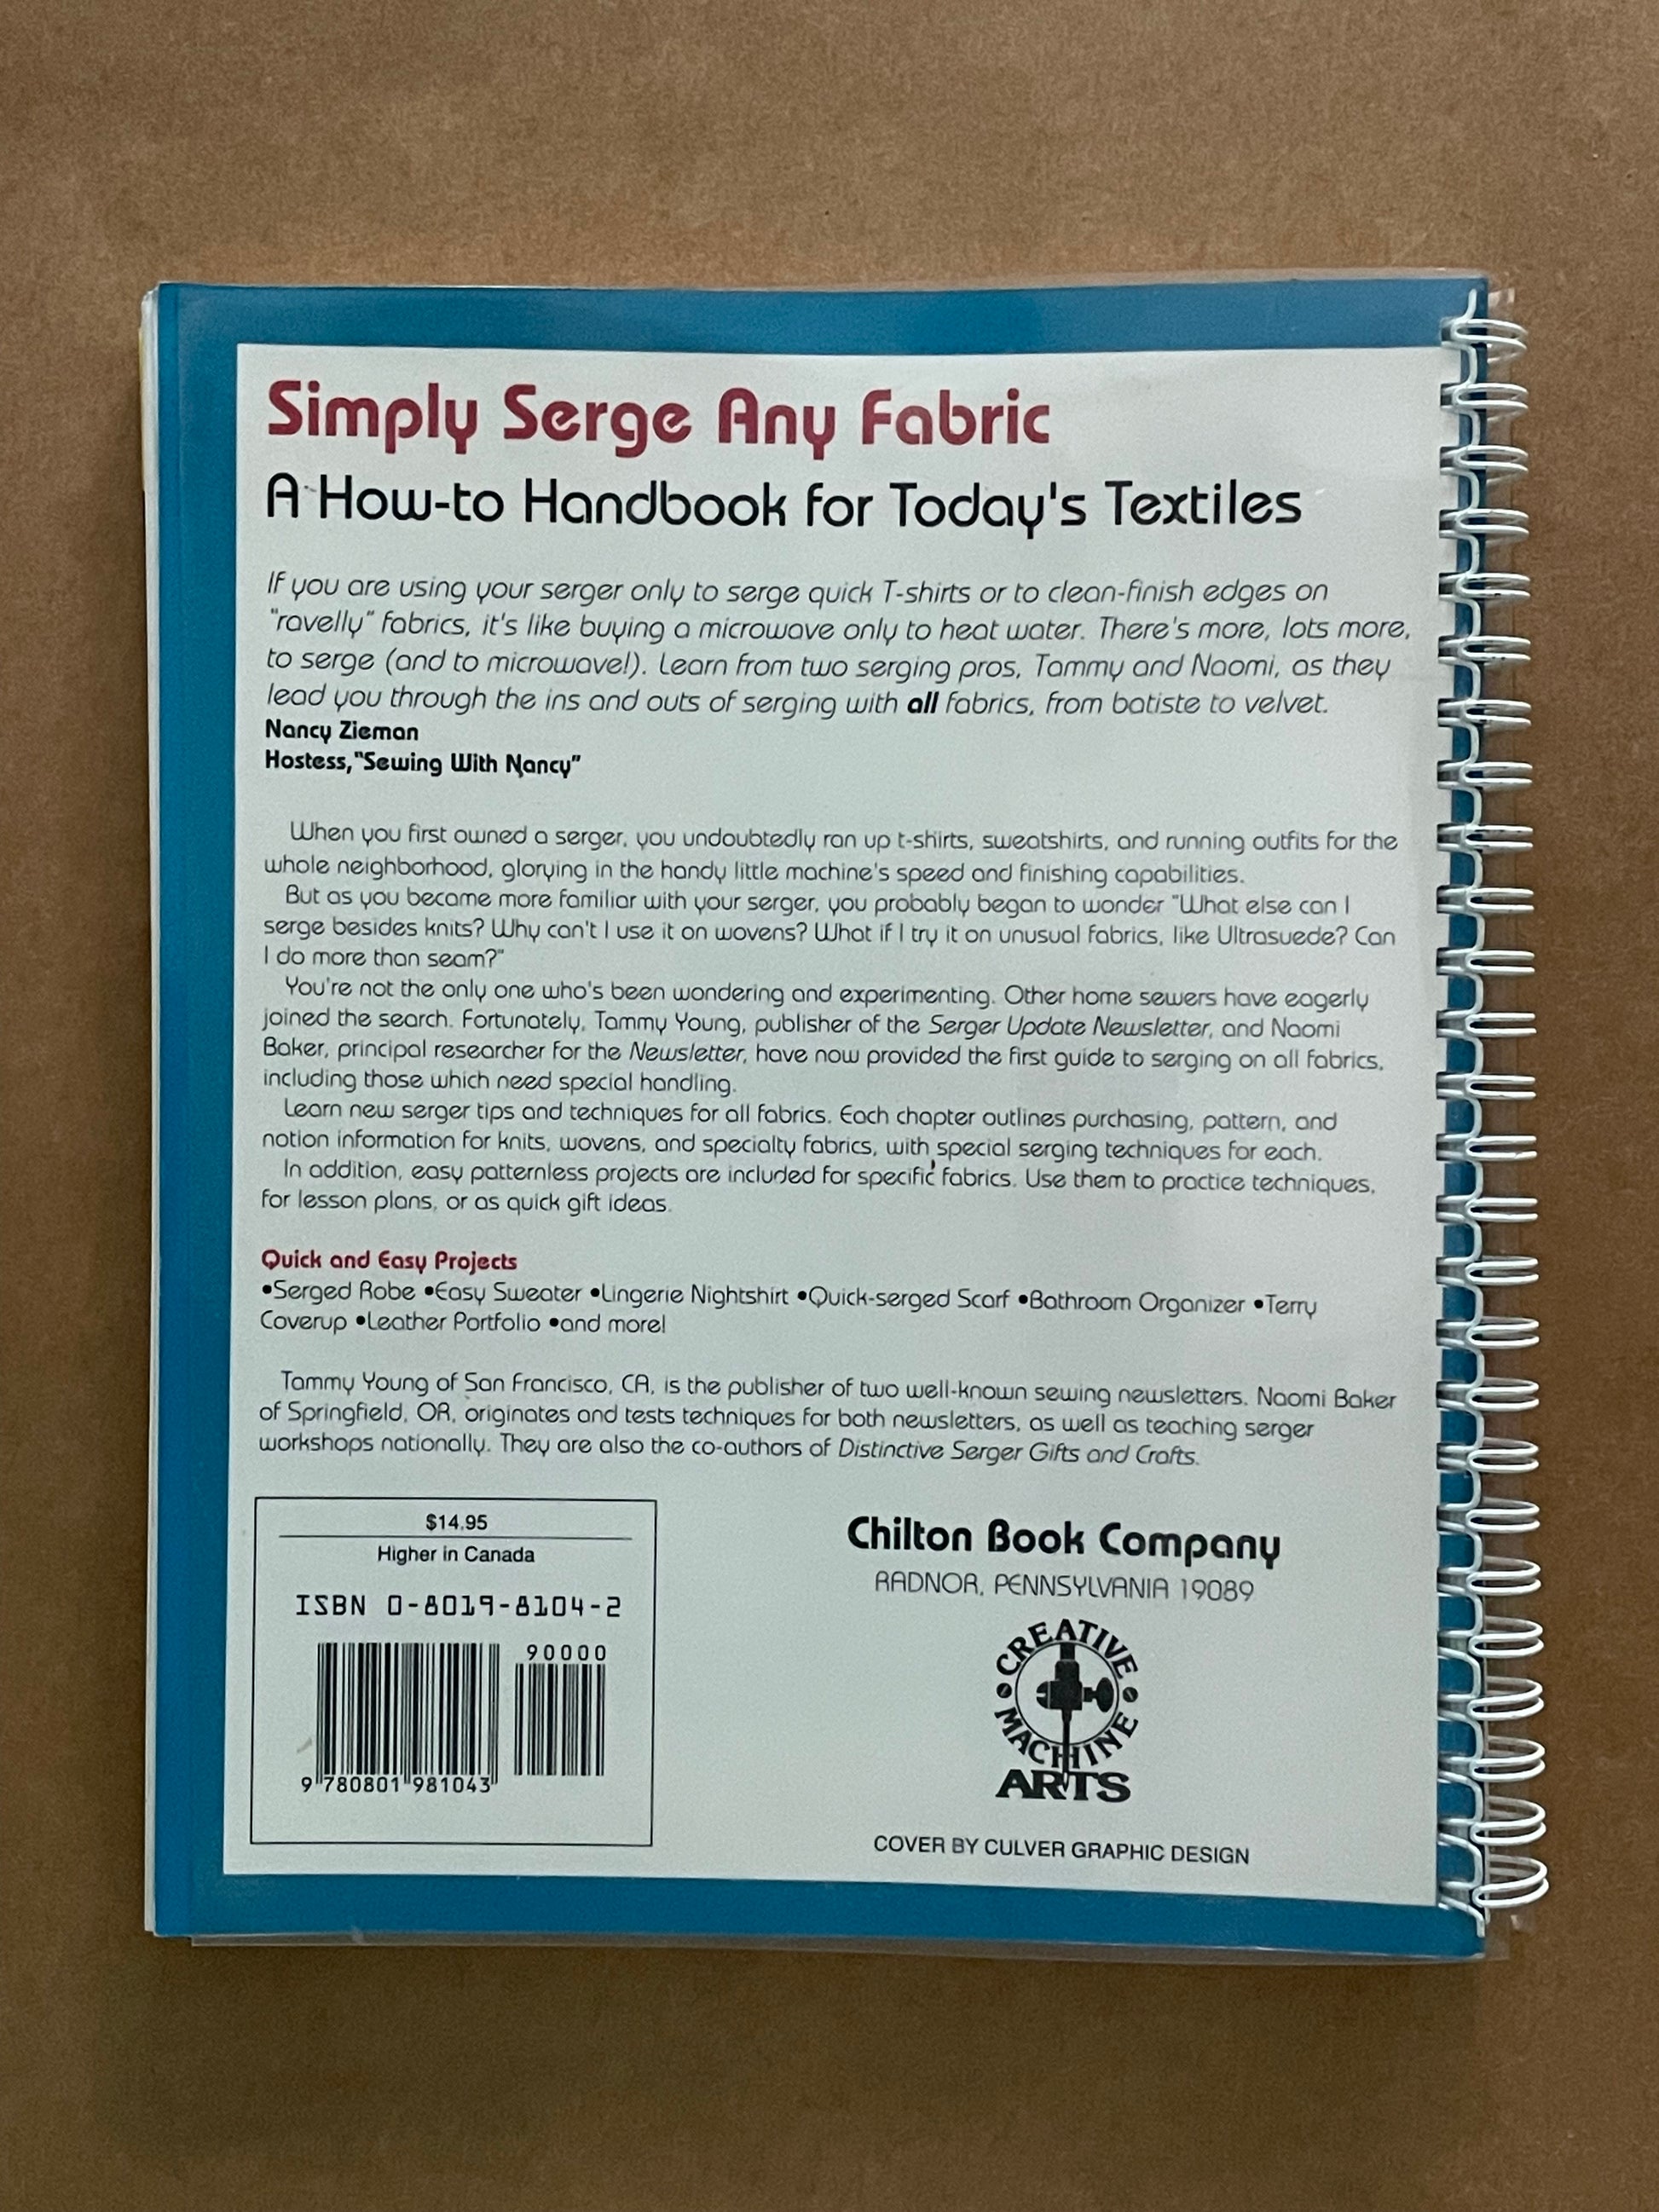 Simply Serge Any Fabric
A How-to Handbook for Today's Textiles
If you are using your serger only to serge quick T-shirts or to clean-finish edges on
"ravelly" fabrics, it's like buying a microwave only to heat water. There's more, lots more,
to serge (and to microwave!). Learn from two serging pros, Tammy and Naomi, as they
lead you through the ins and outs of serging with all fabrics, from batiste to velvet.
Nancy Zieman
Hostess,"Sewing With Nancy"
When you first owned a serger, you undoubtedly ran up t-shirts, sweatshirts, and running outfits for the
whole neighborhood, glorying in the handy little machine's speed and finishing capabilities.
But as you became more familiar with your serger, you probably began to wonder "What else can I
serge besides knits? Why can't I use it on wovens? What if I try it on unusual fabrics, like Ultrasuede? Can
I do more than seam?"
You're not the only one who's been wondering and experimenting. Other home sewers have eagerly
joined the search. Fortunately, Tammy Young, publisher of the Serger Update Newsletter, and Naomi
Baker, principal researcher for the Newsletter, have now provided the first guide to serging on all fabrics,
including those which need special handling.
Learn new serger tips and techniques for all fabrics. Each chapter outlines purchasing, pattern, and
notion information for knits, wovens, and specialty fabrics, with special serging techniques for each.
In addition, easy patternless projects are included for specific fabrics. Use them to practice techniques,
for lesson plans, or as quick gift ideas.
Quick and Easy Projects
•Serged Robe •Easy Sweater •Lingerie Nightshirt •Quick-serged Scarf •Bathroom Organizer •Terry
Coverup •Leather Portfolio •and more!
Tammy Young of San Francisco, CA, is the publisher of two well-known sewing newsletters. Naomi Baker
of Springfield, OR, originates and tests techniques for both newsletters, as well as teaching serger
workshops nationally. They are also the co-authors of Distinctive Serger Gifts and Crafts.
$14.95
Higher in Canada
ISBN 0-8019-8104-2
90000
9 780801 981043
Chilton Book Company
RADNOR, PENNSYLVANIA 19089
CREATIVE
MACHINE
ARTS
COVER BY CULVER GRAPHIC DESIGN